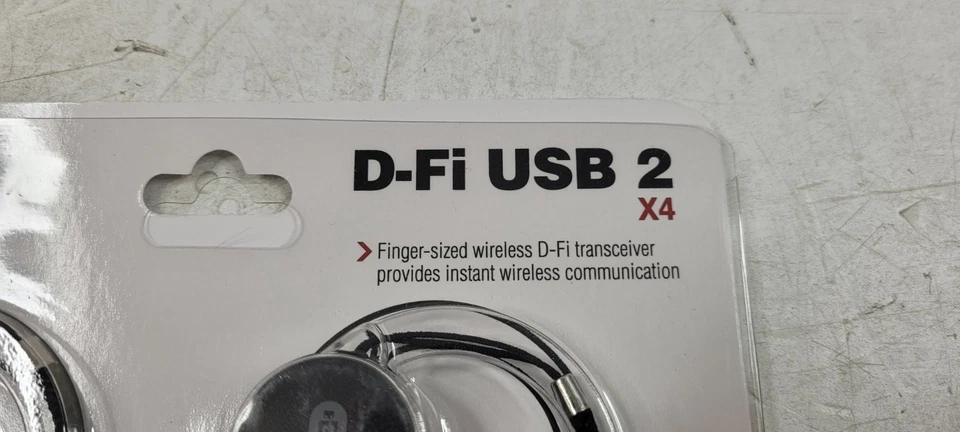 D-Fi USB 2
X4
Finger-sized wireless D-Fi transceiver
provides instant wireless communication